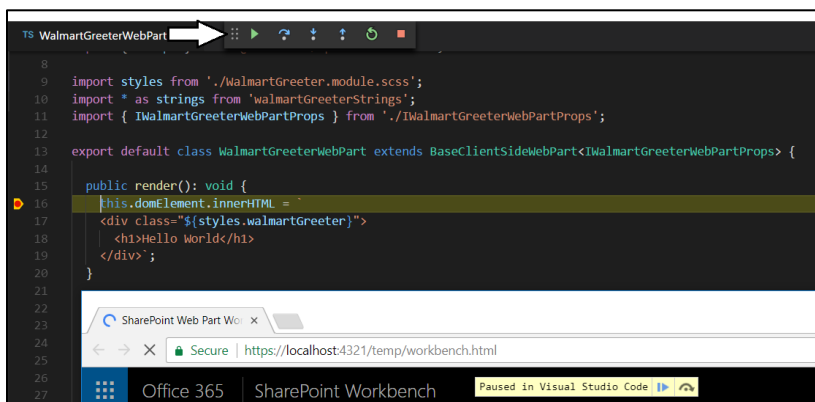 TS WalmartGreeterWebPart
8
9 import styles from './WalmartGreeter.module.scss';
10 import * as strings from 'walmartGreeterStrings';
11 import { IWalmartGreeterWebPartProps } from './IWalmartGreeterWebPartProps';
12
13 export default class WalmartGreeterWebPart extends BaseClientSideWebPart<IWalmartGreeterWebPartProps> {
14
15 public render(): void {
16 this.domElement.innerHTML = `
17 <div class="${styles.walmartGreeter}">
18 <h1>Hello World</h1>
19 </div>`;
20 }
21
22
23 SharePoint Web Part Wo
24
25 Secure | https://localhost:4321/temp/workbench.html
26
27 Office 365 SharePoint Workbench Paused in Visual Studio Code